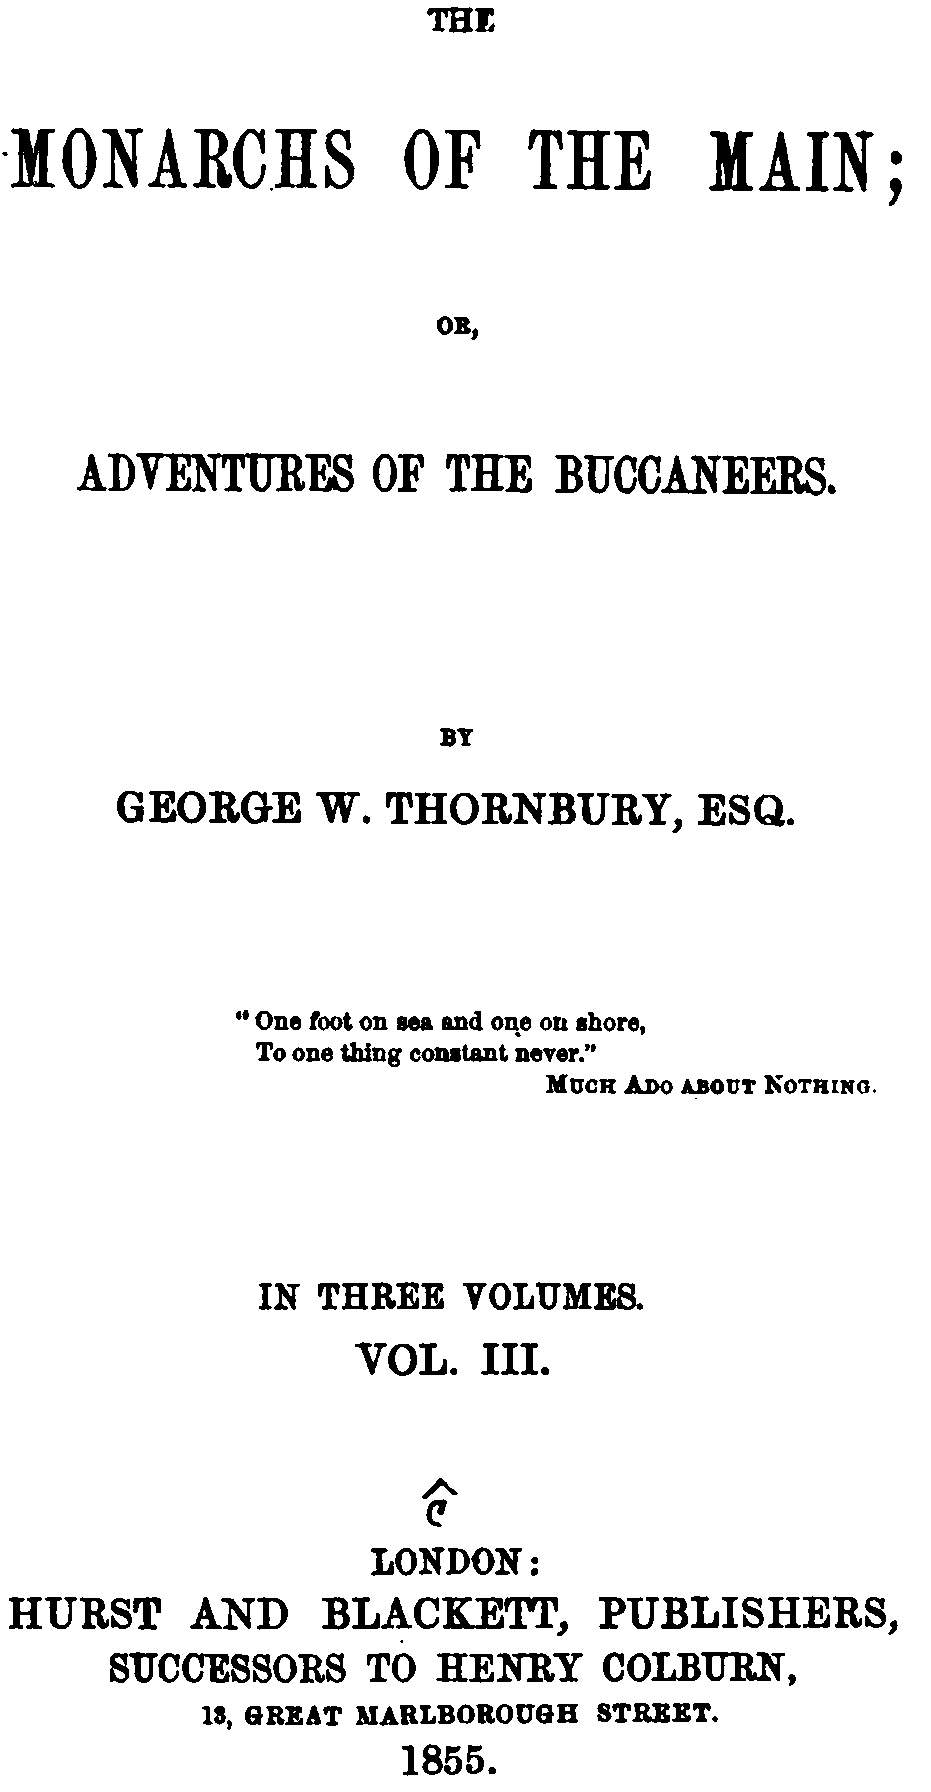 THE
MONARCHS OF THE MAIN;
OR,
ADVENTURES OF THE BUCCANEERS.
BY
GEORGE W. THORNBURY, ESQ.
"One foot on sea and one on shore,
To one thing constant never."
MUCH ADO ABOUT NOTHING.
IN THREE VOLUMES.
VOL. III.
LONDON:
HURST AND BLACKETT, PUBLISHERS,
SUCCESSORS TO HENRY COLBURN,
13, GREAT MARLBOROUGH STREET.
1855.